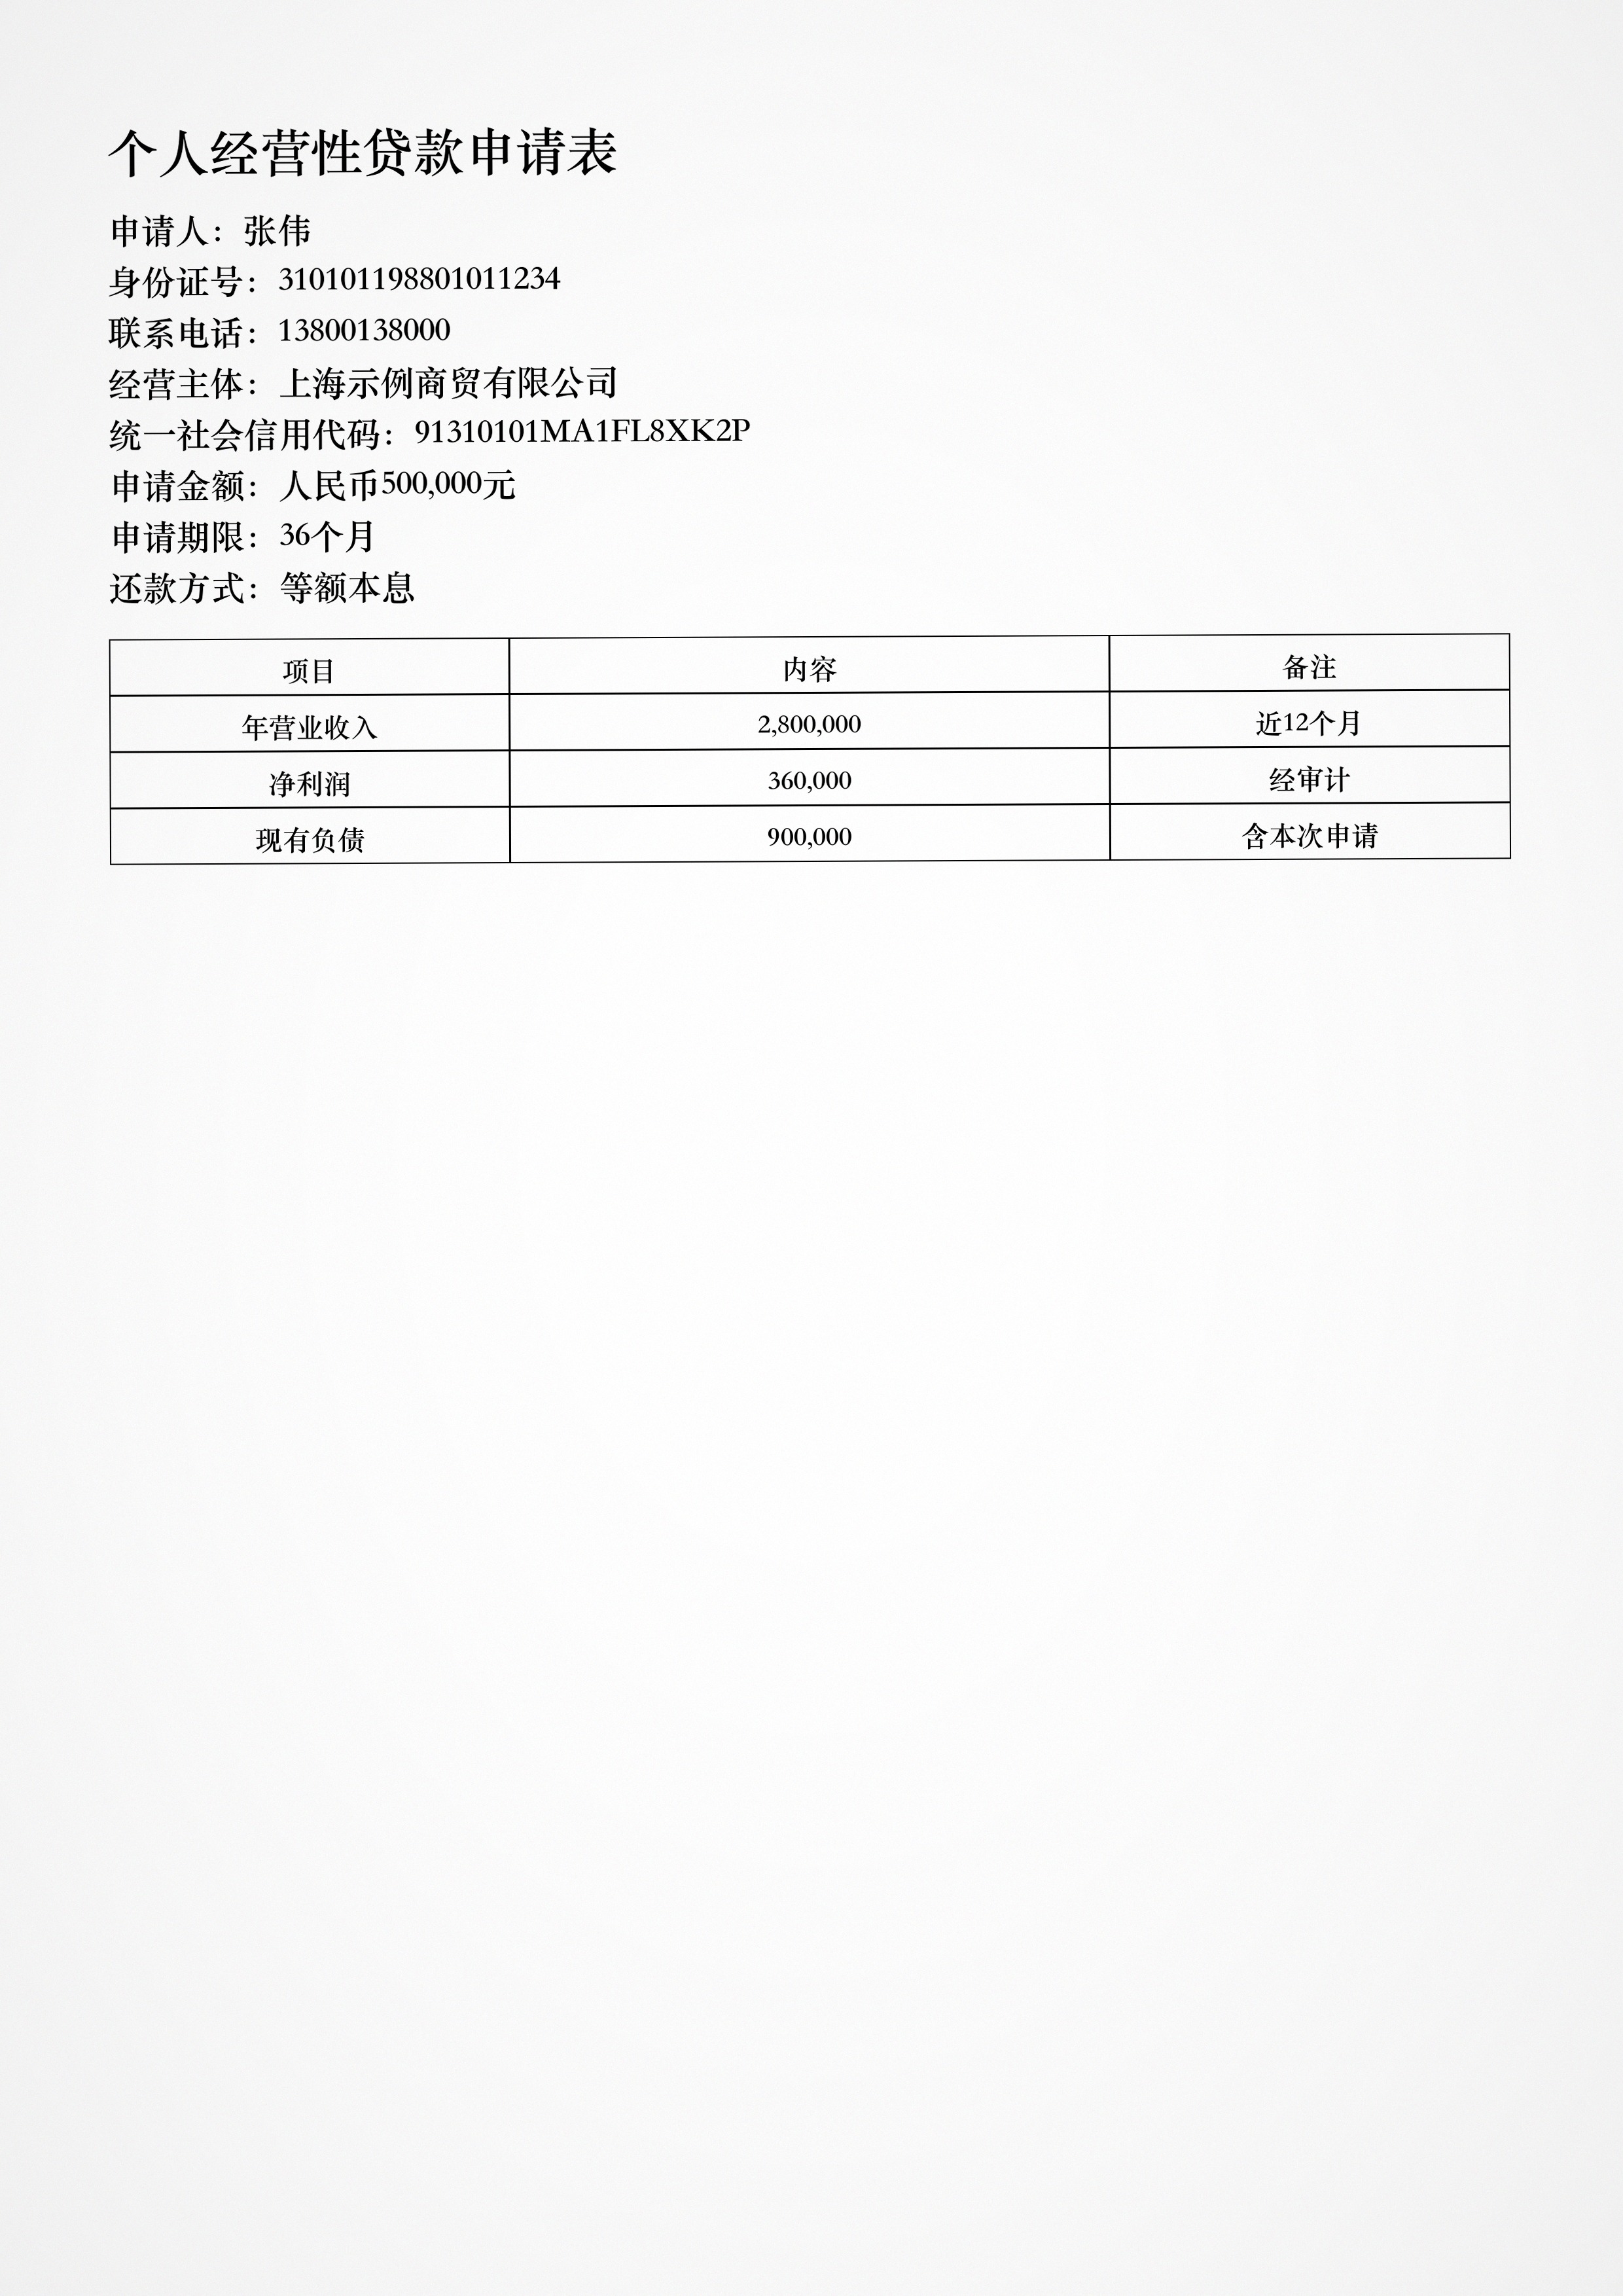 个人经营性贷款申请表
申请人：张伟
身份证号：310101198801011234
联系电话：13800138000
经营主体：上海示例商贸有限公司
统一社会信用代码：91310101MA1FL8XK2P
申请金额：人民币500,000元
申请期限：36个月
还款方式：等额本息
项目 内容 备注
年营业收入 2,800,000 近12个月
净利润 360,000 经审计
现有负债 900,000 含本次申请